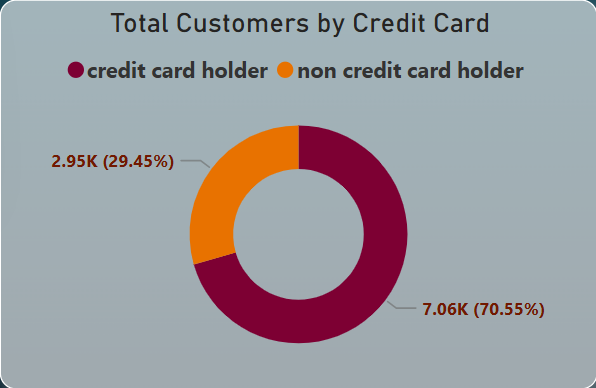 Total Customers by Credit Card
credit card holder non credit card holder
2.95K (29.45%)
7.06K (70.55%)